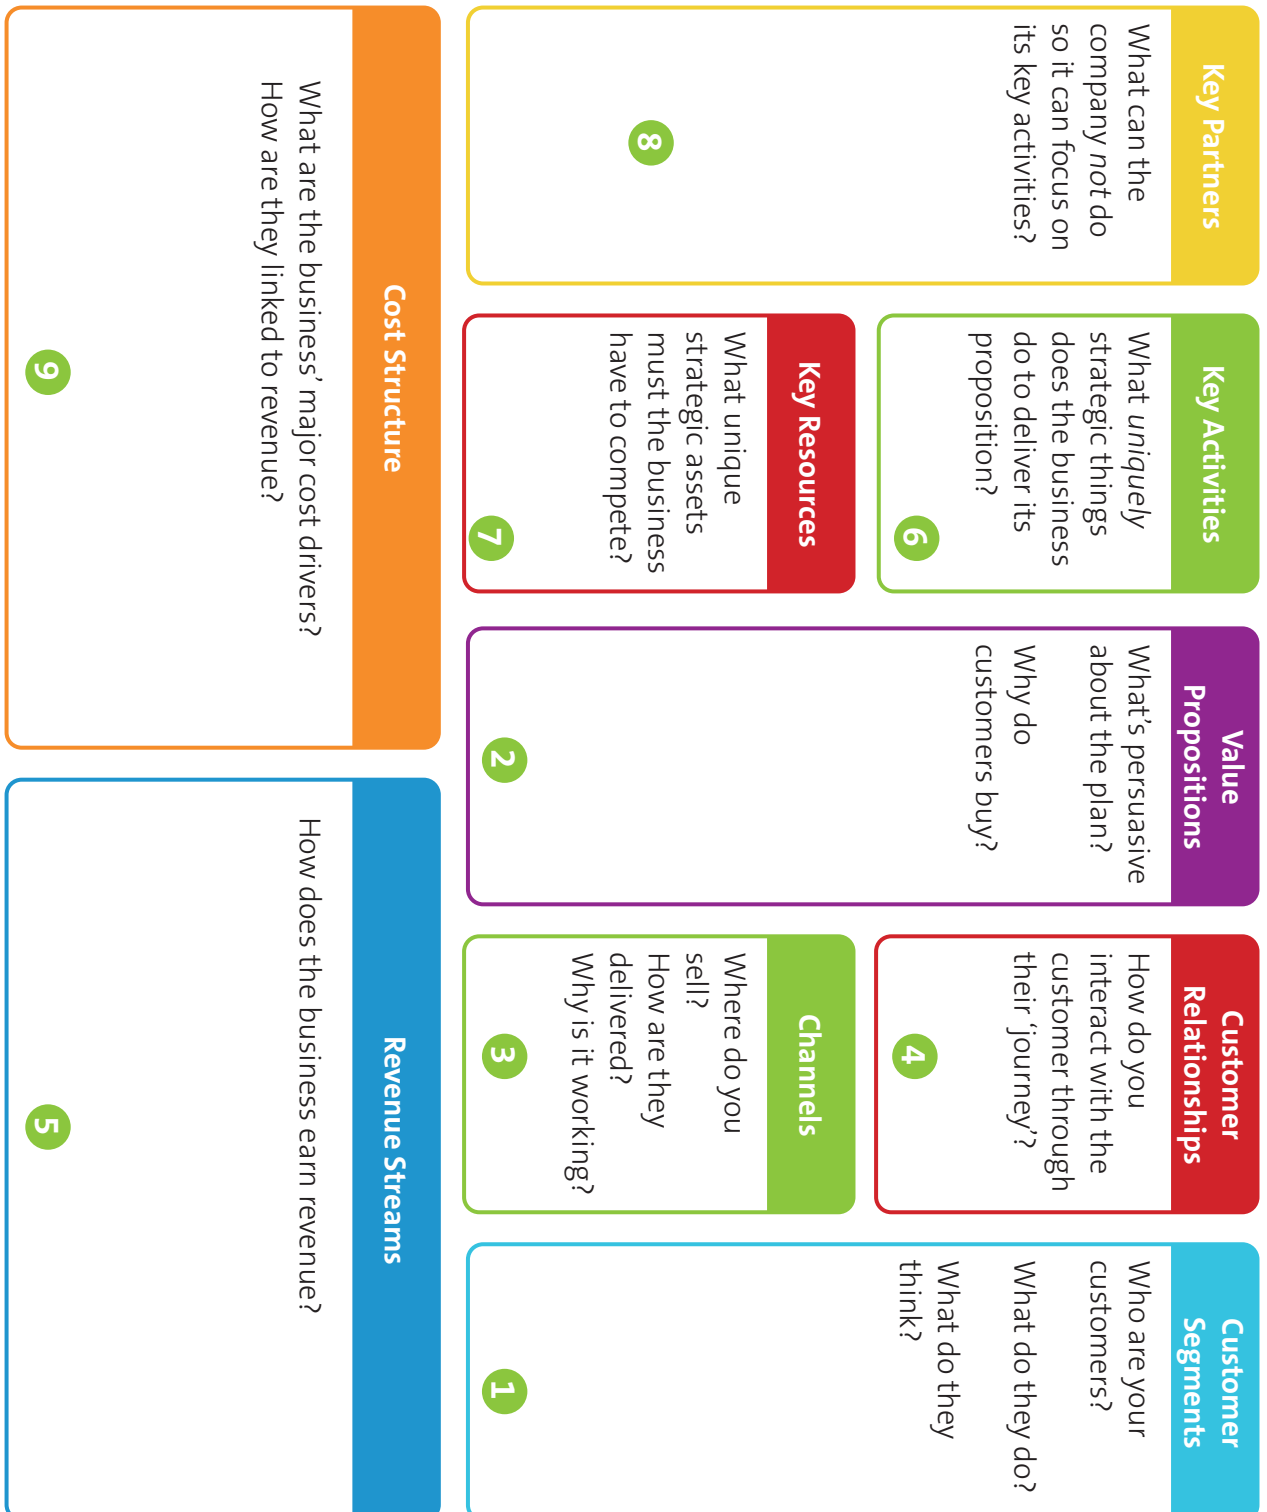 Key Partners
What can the
company not do
so it can focus on
its key activities?
8
Key Activities
What uniquely
strategic things
does the business
do to deliver its
proposition?
6
Key Resources
What unique
strategic assets
must the business
have to compete?
7
Value
Propositions
What’s persuasive
about the plan?
Why do
customers buy?
2
Customer
Relationships
How do you
interact with the
customer through
their ‘journey’?
4
Channels
Where do you
sell?
How are they
delivered?
Why is it working?
3
Customer
Segments
Who are your
customers?
What do they do?
What do they
think?
1
Cost Structure
What are the business’ major cost drivers?
How are they linked to revenue?
9
Revenue Streams
How does the business earn revenue?
5